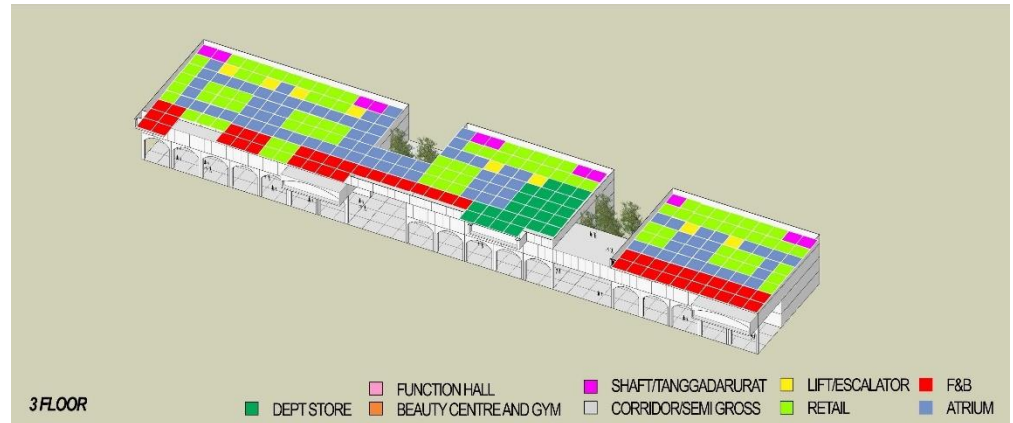 FUNCTION HALL
SHAFT/TANGGADARURAT
LIFT/ESCALATOR
F&B
3 FLOOR
DEPT STORE
BEAUTY CENTRE AND GYM
CORRIDOR/SEMI GROSS
RETAIL
ATRIUM